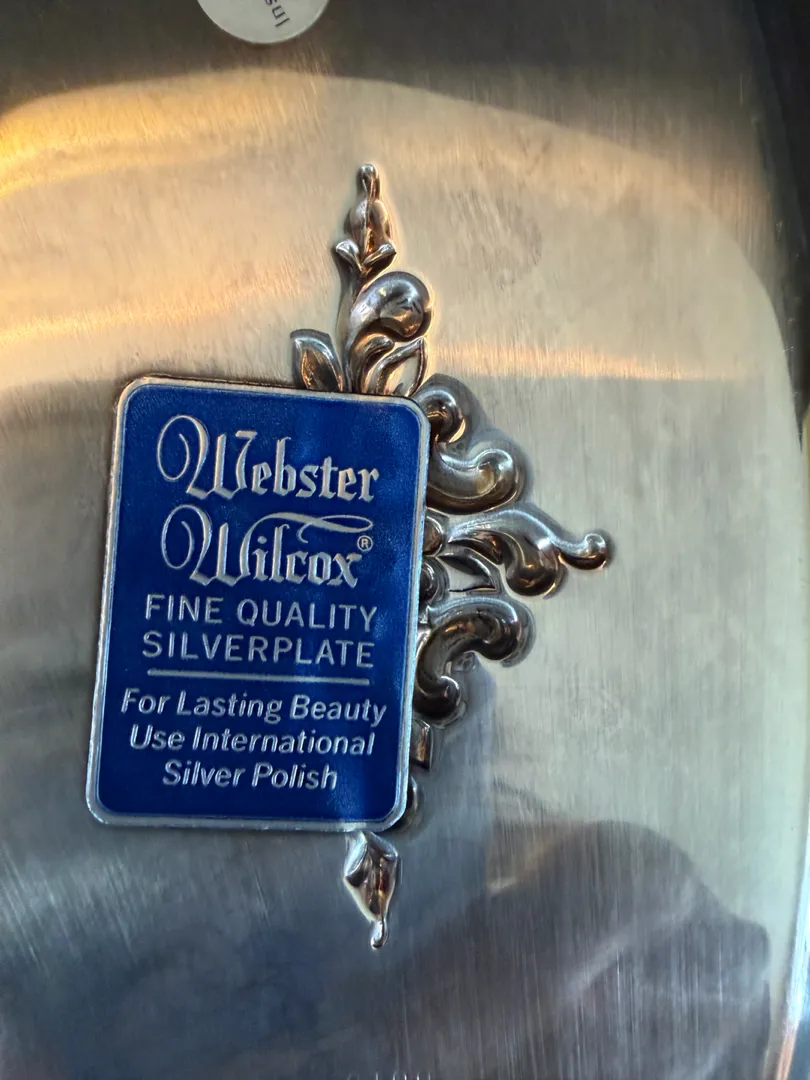 Webster
Wilcox®
FINE QUALITY
SILVERPLATE
For Lasting Beauty
Use International
Silver Polish